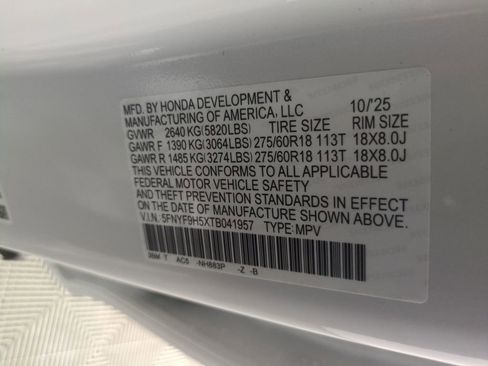 MFD. BY HONDA DEVELOPMENT &
MANUFACTURING OF AMERICA, LLC 10/'25
GVWR 2640 KG(5820LBS) TIRE SIZE RIM SIZE
GAWR F 1390 KG(3064LBS) 275/60R18 113T 18X8.0J
GAWR R 1485 KG(3274LBS) 275/60R18 113T 18X8.0J
THIS VEHICLE CONFORMS TO ALL APPLICABLE
FEDERAL MOTOR VEHICLE SAFETY
AND THEFT PREVENTION STANDARDS IN EFFECT ON
THE DATE OF MANUFACTURE SHOWN ABOVE.
V.I.N. 5FNYF9H5XTB041957 TYPE: MPV
AC5 -NH883P -Z -B